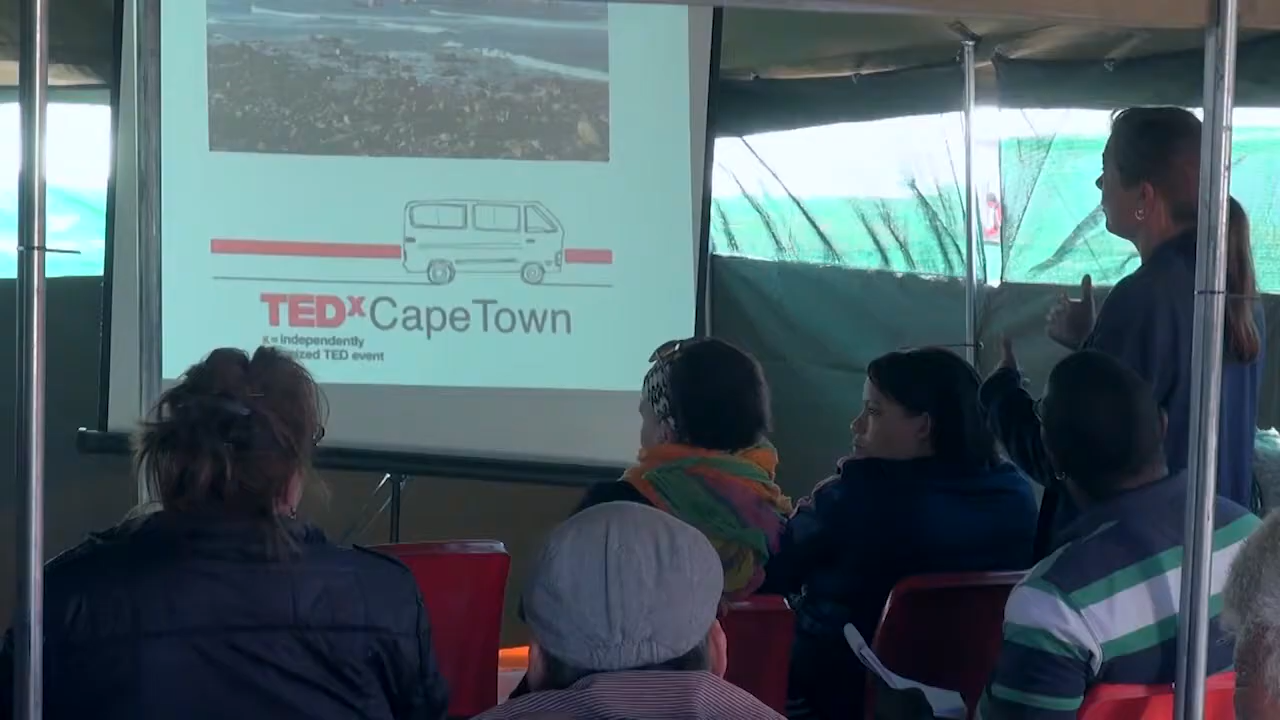 TEDxCapeTown
x = independently
ized TED event